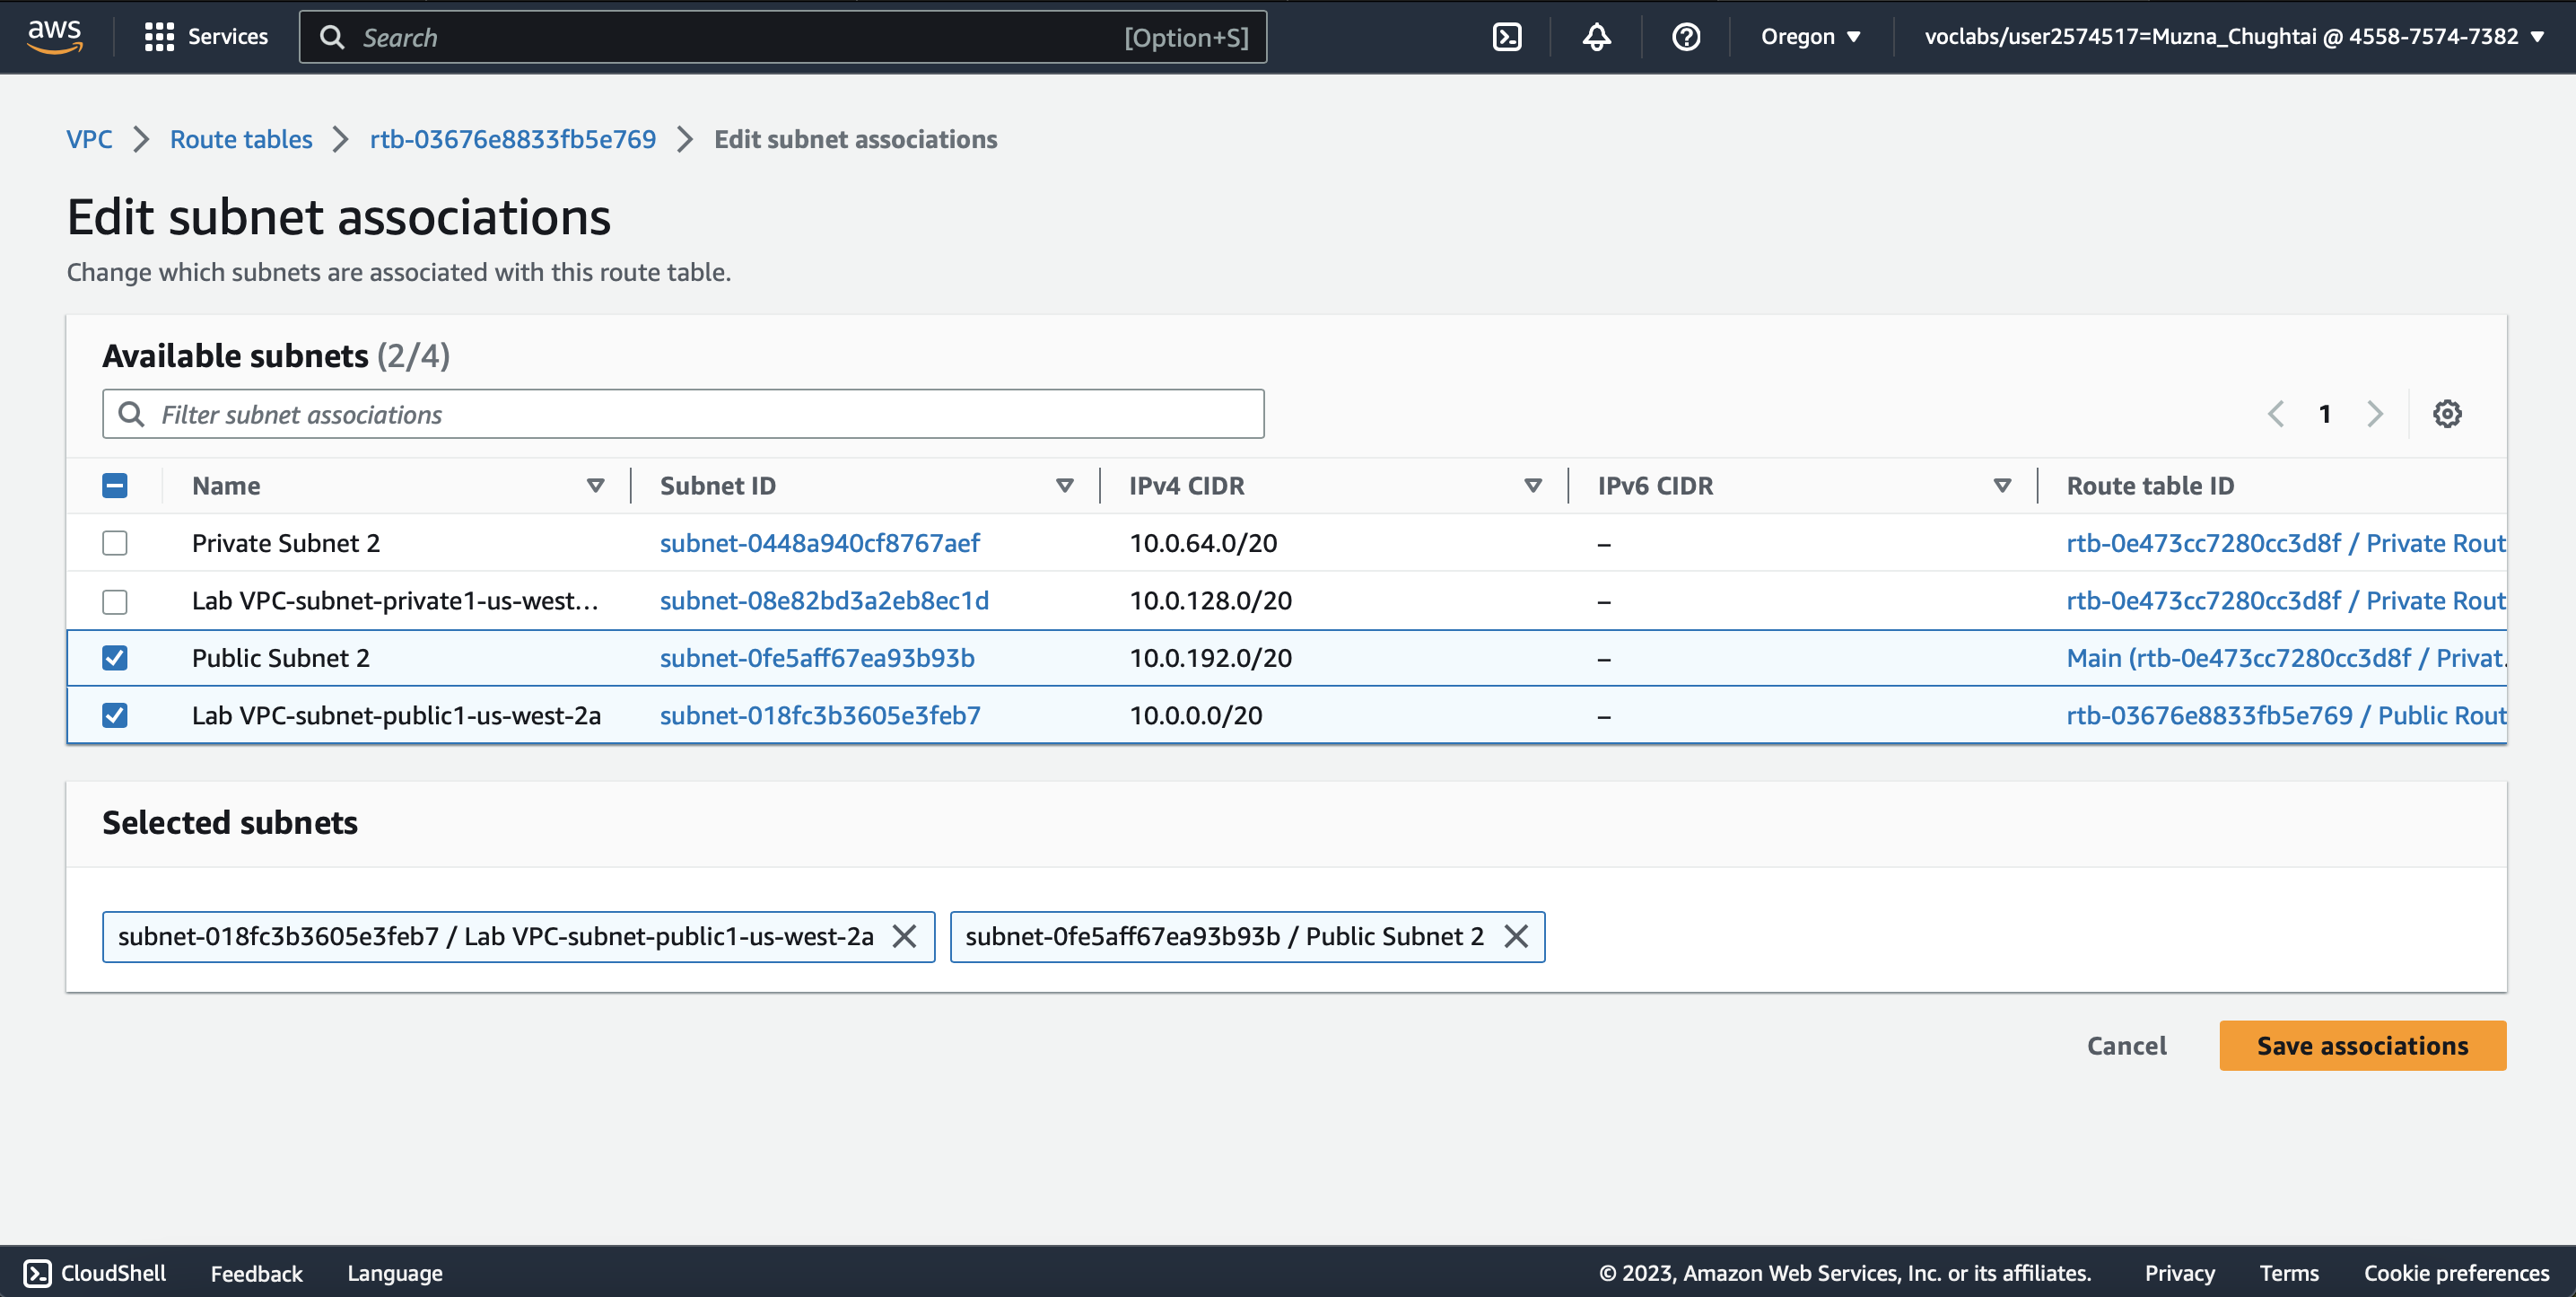 aws Services Search [Option+S] Oregon voclabs/user2574517=Muzna_Chughtai @ 4558-7574-7382
VPC Route tables rtb-03676e8833fb5e769 Edit subnet associations
Edit subnet associations
Change which subnets are associated with this route table.
Available subnets (2/4)
Filter subnet associations 1
Name Subnet ID IPv4 CIDR IPv6 CIDR Route table ID
Private Subnet 2 subnet-0448a940cf8767aef 10.0.64.0/20 – rtb-0e473cc7280cc3d8f / Private Rout
Lab VPC-subnet-private1-us-west... subnet-08e82bd3a2eb8ec1d 10.0.128.0/20 – rtb-0e473cc7280cc3d8f / Private Rout
Public Subnet 2 subnet-0fe5aff67ea93b93b 10.0.192.0/20 – Main (rtb-0e473cc7280cc3d8f / Privat.
Lab VPC-subnet-public1-us-west-2a subnet-018fc3b3605e3feb7 10.0.0.0/20 – rtb-03676e8833fb5e769 / Public Rout
Selected subnets
subnet-018fc3b3605e3feb7 / Lab VPC-subnet-public1-us-west-2a subnet-0fe5aff67ea93b93b / Public Subnet 2
Cancel Save associations
CloudShell Feedback Language © 2023, Amazon Web Services, Inc. or its affiliates. Privacy Terms Cookie preferences